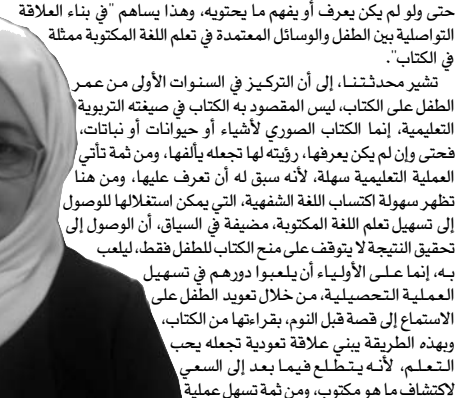 حتى ولو لم يكن يعرف أو يفهم ما يحتويه، وهذا يساهم "في بناء العلاقة
التواصلية بين الطفل والوسائل المعتمدة في تعلم اللغة المكتوبة ممثلة
في الكتاب".
تشير محدثتنا، إلى أن التركيز في السنوات الأولى من عمر
الطفل على الكتاب، ليس المقصود به الكتاب في صيغته التربوية
التعليمية، إنما الكتاب الصوري لأشياء أو حيوانات أو نباتات،
فحتى وإن لم يكن يعرفها، رؤيته لها تجعله يألفها، ومن ثمة تأتي
العملية التعليمية سهلة، لأنه سبق له أن تعرف عليها، ومن هنا
تظهر سهولة اكتساب اللغة الشفهية، التي يمكن استغلالها للوصول
إلى تسهيل تعلم اللغة المكتوبة، مضيفة في السياق، أن الوصول إلى
تحقيق النتيجة لا يتوقف على منح الكتاب للطفل فقط، ليلعب
به، إنما على الأولياء أن يلعبوا دورهم في تسهيل
العملية التحصيلية، من خلال تعويد الطفل على
الاستماع إلى قصة قبل النوم، بقراءتها من الكتاب،
وبهذه الطريقة يبني علاقة تعودية تجعله يحب
التعلم، لأنه يتطلع فيما بعد إلى السعي
لاكتشاف ما هو مكتوب، ومن ثمة تسهل عملية